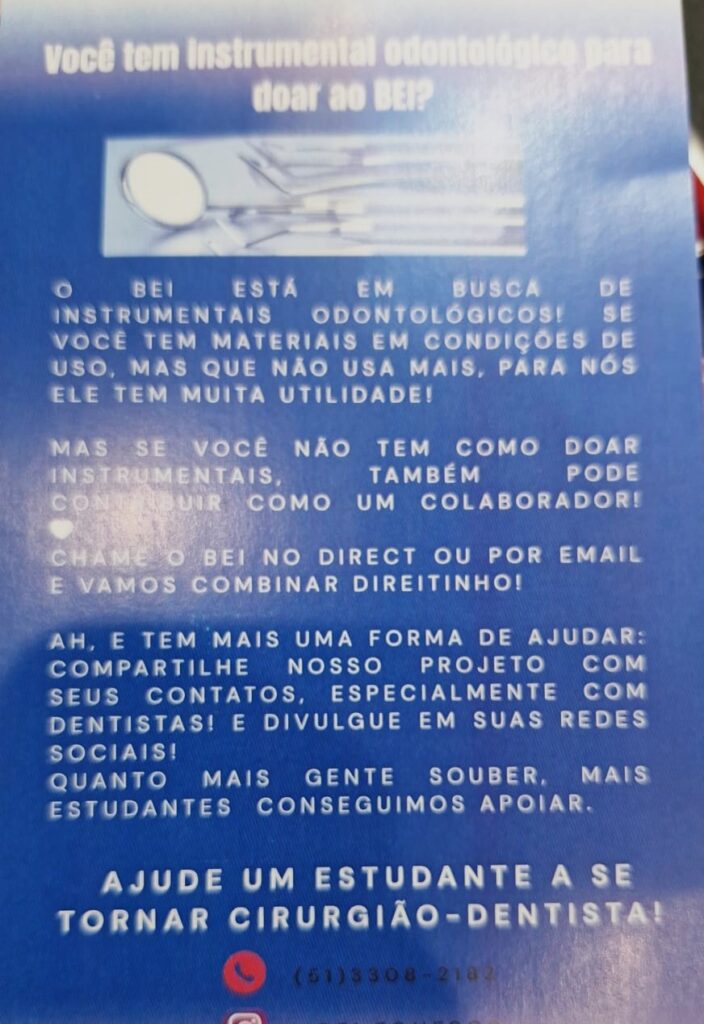 Você tem instrumental odontológico para
doar ao BEI?
O BEI ESTÁ EM BUSCA DE
INSTRUMENTAIS ODONTOLÓGICOS! SE
VOCÊ TEM MATERIAIS EM CONDIÇÕES DE
USO, MAS QUE NÃO USA MAIS, PARA NÓS
ELE TEM MUITA UTILIDADE!
MAS SE VOCÊ NÃO TEM COMO DOAR
INSTRUMENTAIS, TAMBÉM PODE
CONTRIBUIR COMO UM COLABORADOR!
CHAME O BEI NO DIRECT OU POR EMAIL
E VAMOS COMBINAR DIREITINHO!
AH, E TEM MAIS UMA FORMA DE AJUDAR:
COMPARTILHE NOSSO PROJETO COM
SEUS CONTATOS, ESPECIALMENTE COM
DENTISTAS! E DIVULGUE EM SUAS REDES
SOCIAIS!
QUANTO MAIS GENTE SOUBER, MAIS
ESTUDANTES CONSEGUIMOS APOIAR.
AJUDE UM ESTUDANTE A SE
TORNAR CIRURGIÃO-DENTISTA!
(51)3308-2182